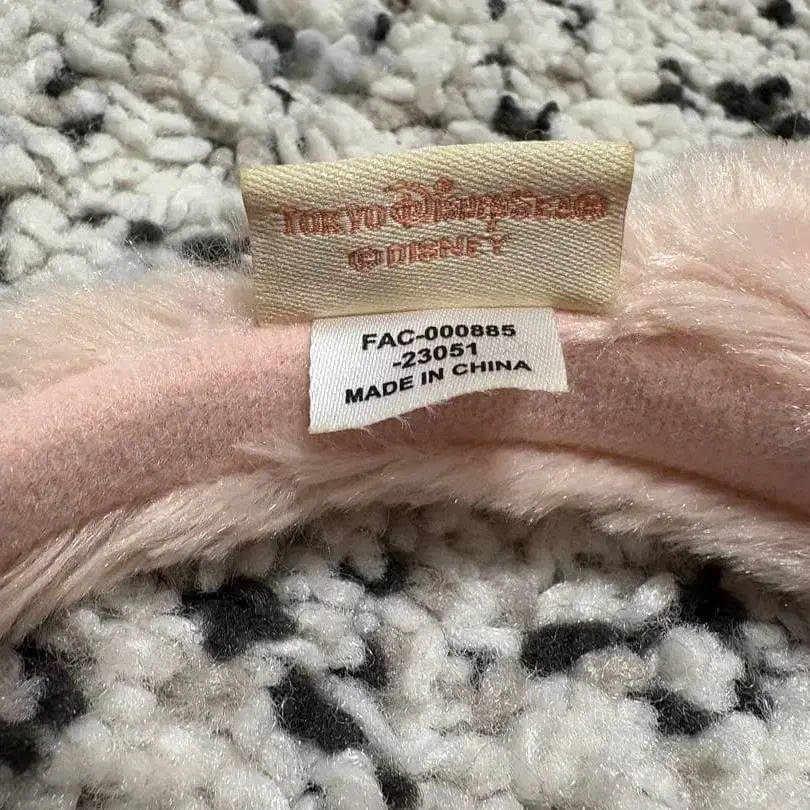 TOKYO DISNEYSEA®
©DISNEY
FAC-000885
-23051
MADE IN CHINA